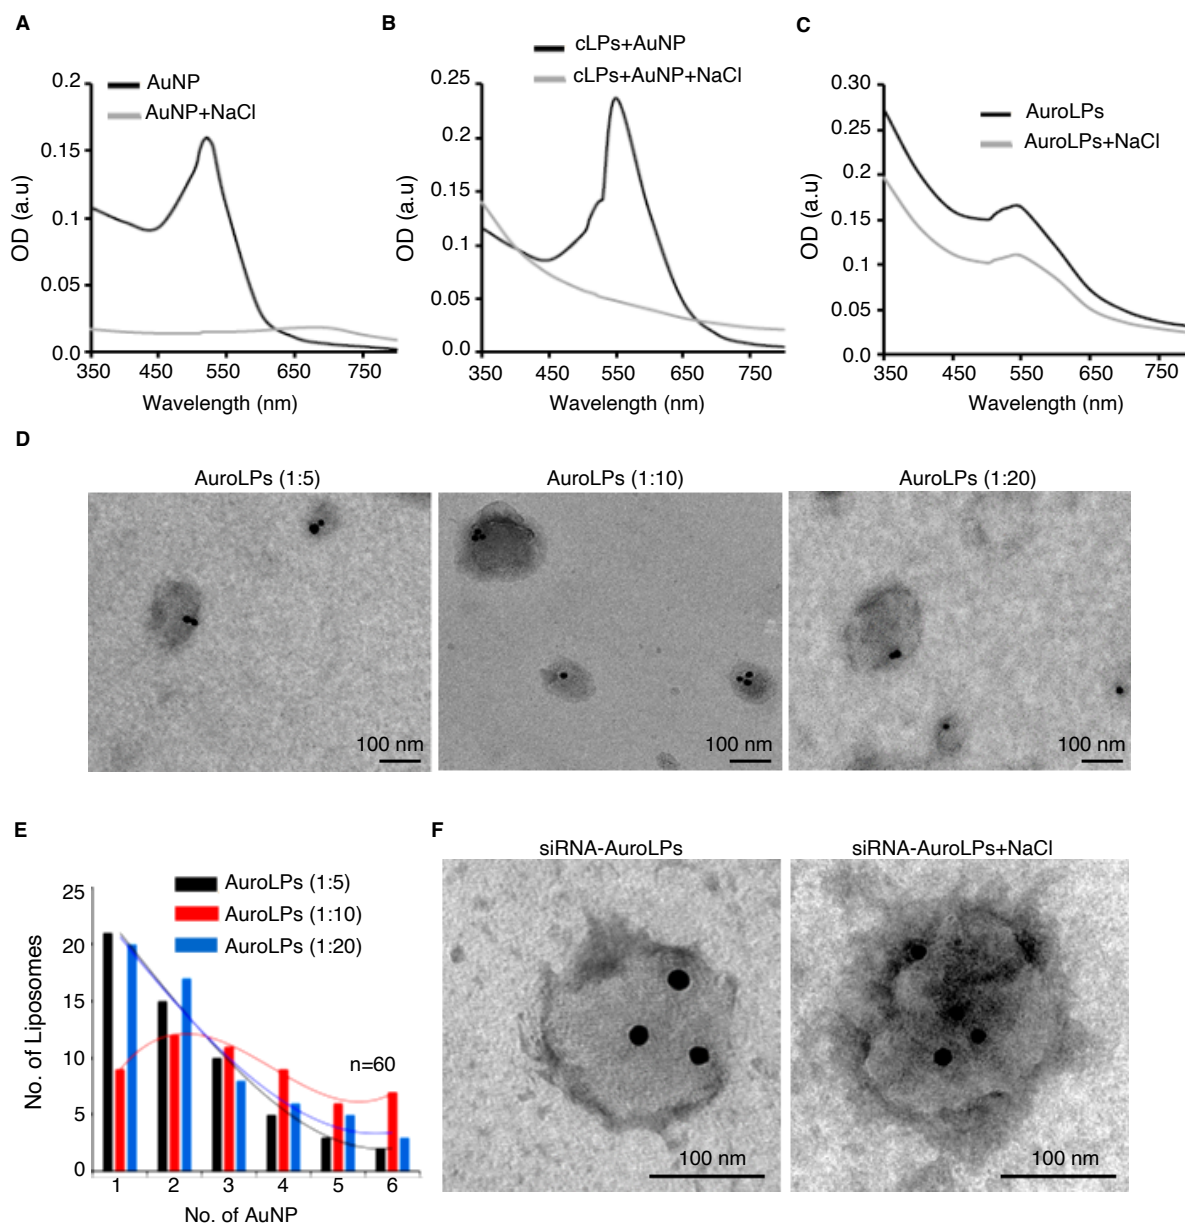 A
AuNP
AuNP+NaCl
0.2
0.15
0.1
0.05
0.0
OD (a.u)
350 450 550 650 750
Wavelength (nm)
B
cLPs+AuNP
cLPs+AuNP+NaCl
0.25
0.2
0.15
0.1
0.05
0.0
OD (a.u)
350 450 550 650 750
Wavelength (nm)
C
AuroLPs
AuroLPs+NaCl
0.30
0.25
0.2
0.15
0.1
0.05
0.0
OD (a.u)
350 450 550 650 750
Wavelength (nm)
D
AuroLPs (1:5)
100 nm
AuroLPs (1:10)
100 nm
AuroLPs (1:20)
100 nm
E
AuroLPs (1:5)
AuroLPs (1:10)
AuroLPs (1:20)
n=60
25
20
15
10
5
0
No. of Liposomes
1 2 3 4 5 6
No. of AuNP
F
siRNA-AuroLPs
100 nm
siRNA-AuroLPs+NaCl
100 nm